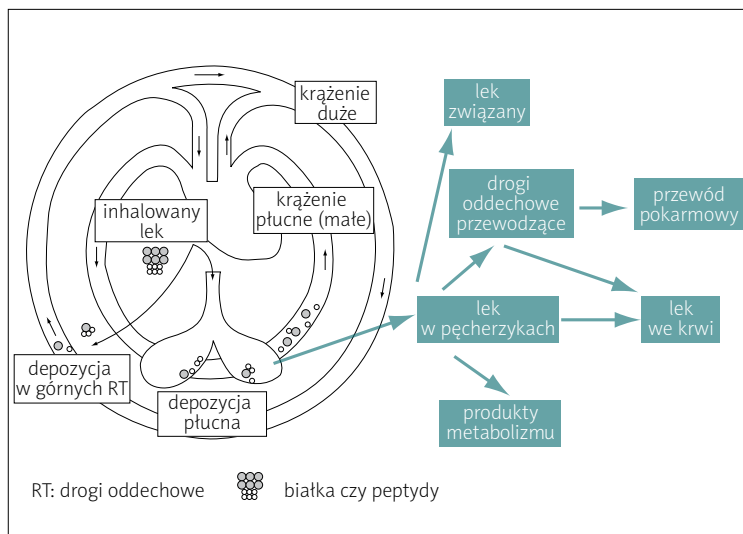 krążenie
duże
inhalowany
lek
krążenie
płucne (małe)
depozycja
w górnych RT
depozycja
płucna
lek
związany
drogi
oddechowe
przewodzące
przewód
pokarmowy
lek
w pęcherzykach
lek
we krwi
produkty
metabolizmu
RT: drogi oddechowe
białka czy peptydy